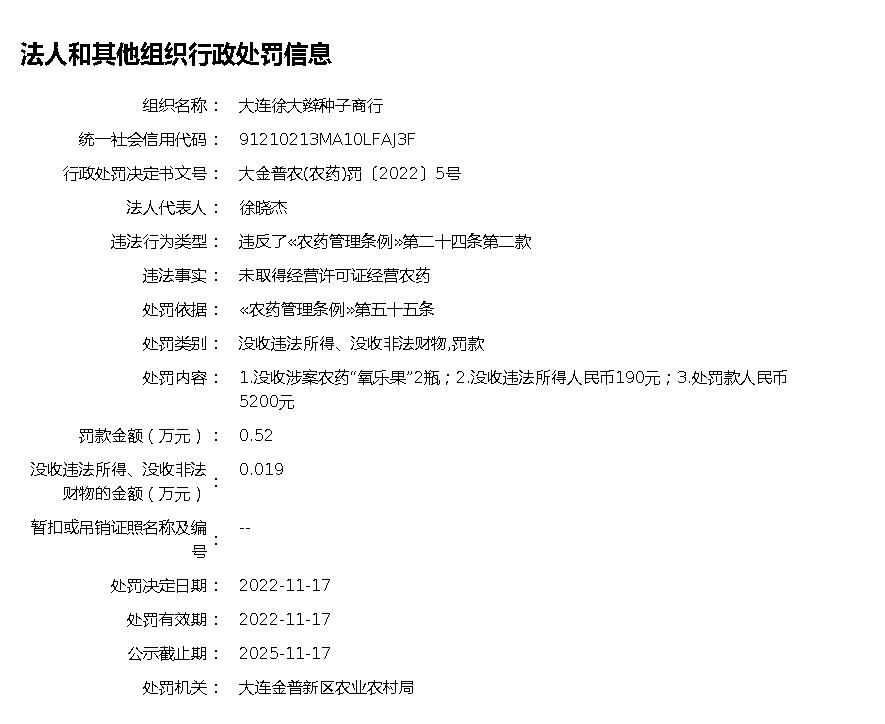 法人和其他组织行政处罚信息
组织名称： 大连徐大辫种子商行
统一社会信用代码： 91210213MA10LFAJ3F
行政处罚决定书文号： 大金普农(农药)罚〔2022〕5号
法人代表人： 徐晓杰
违法行为类型： 违反了«农药管理条例»第二十四条第二款
违法事实： 未取得经营许可证经营农药
处罚依据： «农药管理条例»第五十五条
处罚类别： 没收违法所得、没收非法财物,罚款
处罚内容： 1.没收涉案农药“氧乐果”2瓶；2.没收违法所得人民币190元；3.处罚款人民币
5200元
罚款金额（万元）： 0.52
没收违法所得、没收非法
财物的金额（万元）： 0.019
暂扣或吊销证照名称及编
号： --
处罚决定日期： 2022-11-17
处罚有效期： 2022-11-17
公示截止期： 2025-11-17
处罚机关： 大连金普新区农业农村局